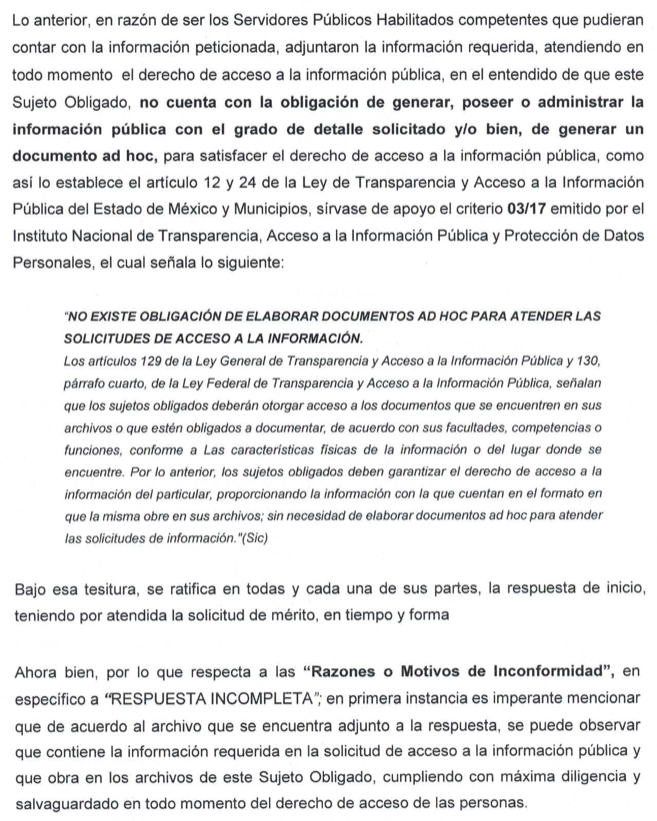 Lo anterior, en razón de ser los Servidores Públicos Habilitados competentes que pudieran
contar con la información peticionada, adjuntaron la información requerida, atendiendo en
todo momento el derecho de acceso a la información pública, en el entendido de que este
Sujeto Obligado, no cuenta con la obligación de generar, poseer o administrar la
información pública con el grado de detalle solicitado y/o bien, de generar un
documento ad hoc, para satisfacer el derecho de acceso a la información pública, como
así lo establece el artículo 12 y 24 de la Ley de Transparencia y Acceso a la Información
Pública del Estado de México y Municipios, sírvase de apoyo el criterio 03/17 emitido por el
Instituto Nacional de Transparencia, Acceso a la Información Pública y Protección de Datos
Personales, el cual señala lo siguiente:
"NO EXISTE OBLIGACIÓN DE ELABORAR DOCUMENTOS AD HOC PARA ATENDER LAS
SOLICITUDES DE ACCESO A LA INFORMACIÓN.
Los artículos 129 de la Ley General de Transparencia y Acceso a la Información Pública y 130,
párrafo cuarto, de la Ley Federal de Transparencia y Acceso a la Información Pública, señalan
que los sujetos obligados deberán otorgar acceso a los documentos que se encuentren en sus
archivos o que estén obligados a documentar, de acuerdo con sus facultades, competencias o
funciones, conforme a Las características físicas de la información o del lugar donde se
encuentre. Por lo anterior, los sujetos obligados deben garantizar el derecho de acceso a la
información del particular, proporcionando la información con la que cuentan en el formato en
que la misma obre en sus archivos; sin necesidad de elaborar documentos ad hoc para atender
las solicitudes de información."(Sic)
Bajo esa tesitura, se ratifica en todas y cada una de sus partes, la respuesta de inicio,
teniendo por atendida la solicitud de mérito, en tiempo y forma
Ahora bien, por lo que respecta a las “Razones o Motivos de Inconformidad”, en
específico a “RESPUESTA INCOMPLETA”; en primera instancia es imperante mencionar
que de acuerdo al archivo que se encuentra adjunto a la respuesta, se puede observar
que contiene la información requerida en la solicitud de acceso a la información pública y
que obra en los archivos de este Sujeto Obligado, cumpliendo con máxima diligencia y
salvaguardado en todo momento del derecho de acceso de las personas.